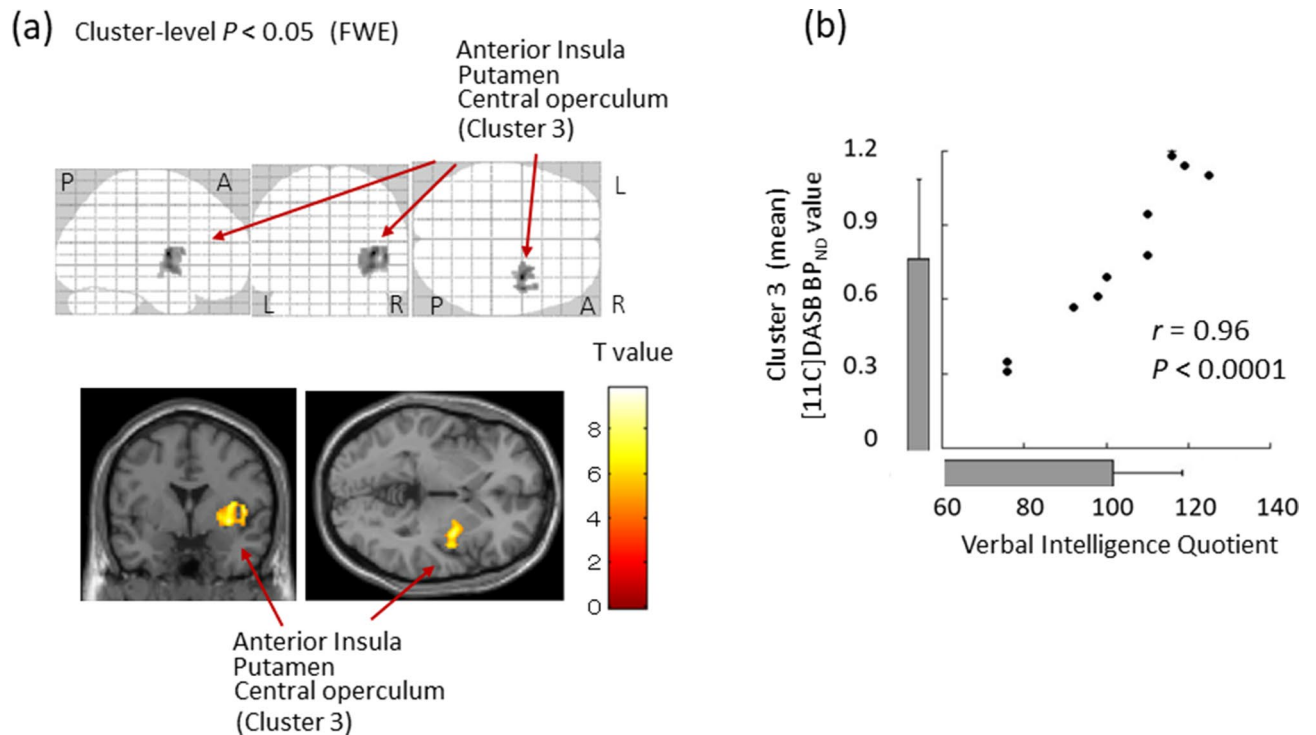 (a) Cluster-level P < 0.05 (FWE)
Anterior Insula
Putamen
Central operculum
(Cluster 3)
P A
L R
L
P A R
T value
8
6
4
2
0
Anterior Insula
Putamen
Central operculum
(Cluster 3)
(b)
Cluster 3 (mean)
[11C]DASB BPND value
1.2
0.9
0.6
0.3
0
r = 0.96
P < 0.0001
60 80 100 120 140
Verbal Intelligence Quotient